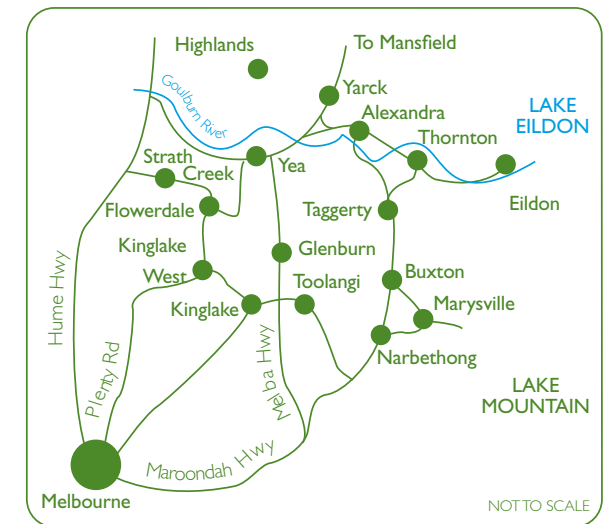 Highlands
To Mansfield
Goulburn River
Yarck
Alexandra
LAKE
EILDON
Thornton
Strath
Creek
Yea
Eildon
Flowerdale
Taggerty
Kinglake
West
Glenburn
Buxton
Toolangi
Marysville
Kinglake
Hume Hwy
Plenty Rd
Melba Hwy
Narbethong
LAKE
MOUNTAIN
Maroondah Hwy
Melbourne
NOT TO SCALE